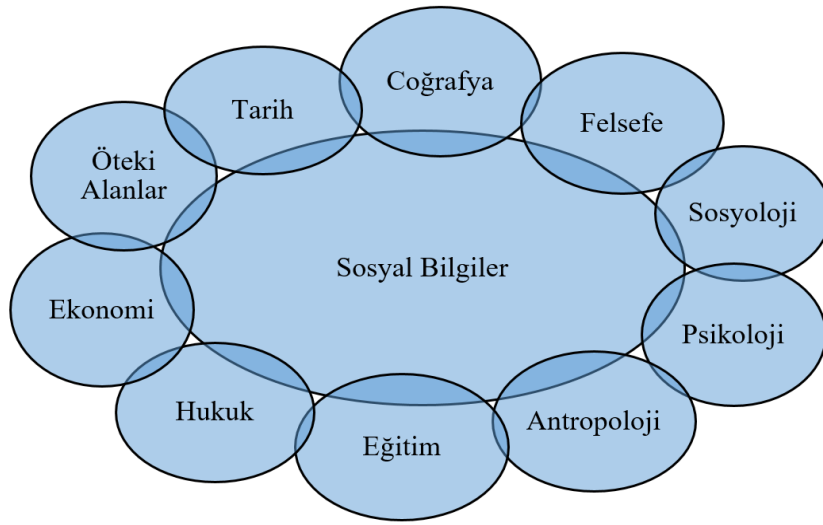 Coğrafya
Tarih
Felsefe
Öteki
Alanlar
Sosyoloji
Sosyal Bilgiler
Ekonomi
Psikoloji
Hukuk
Antropoloji
Eğitim